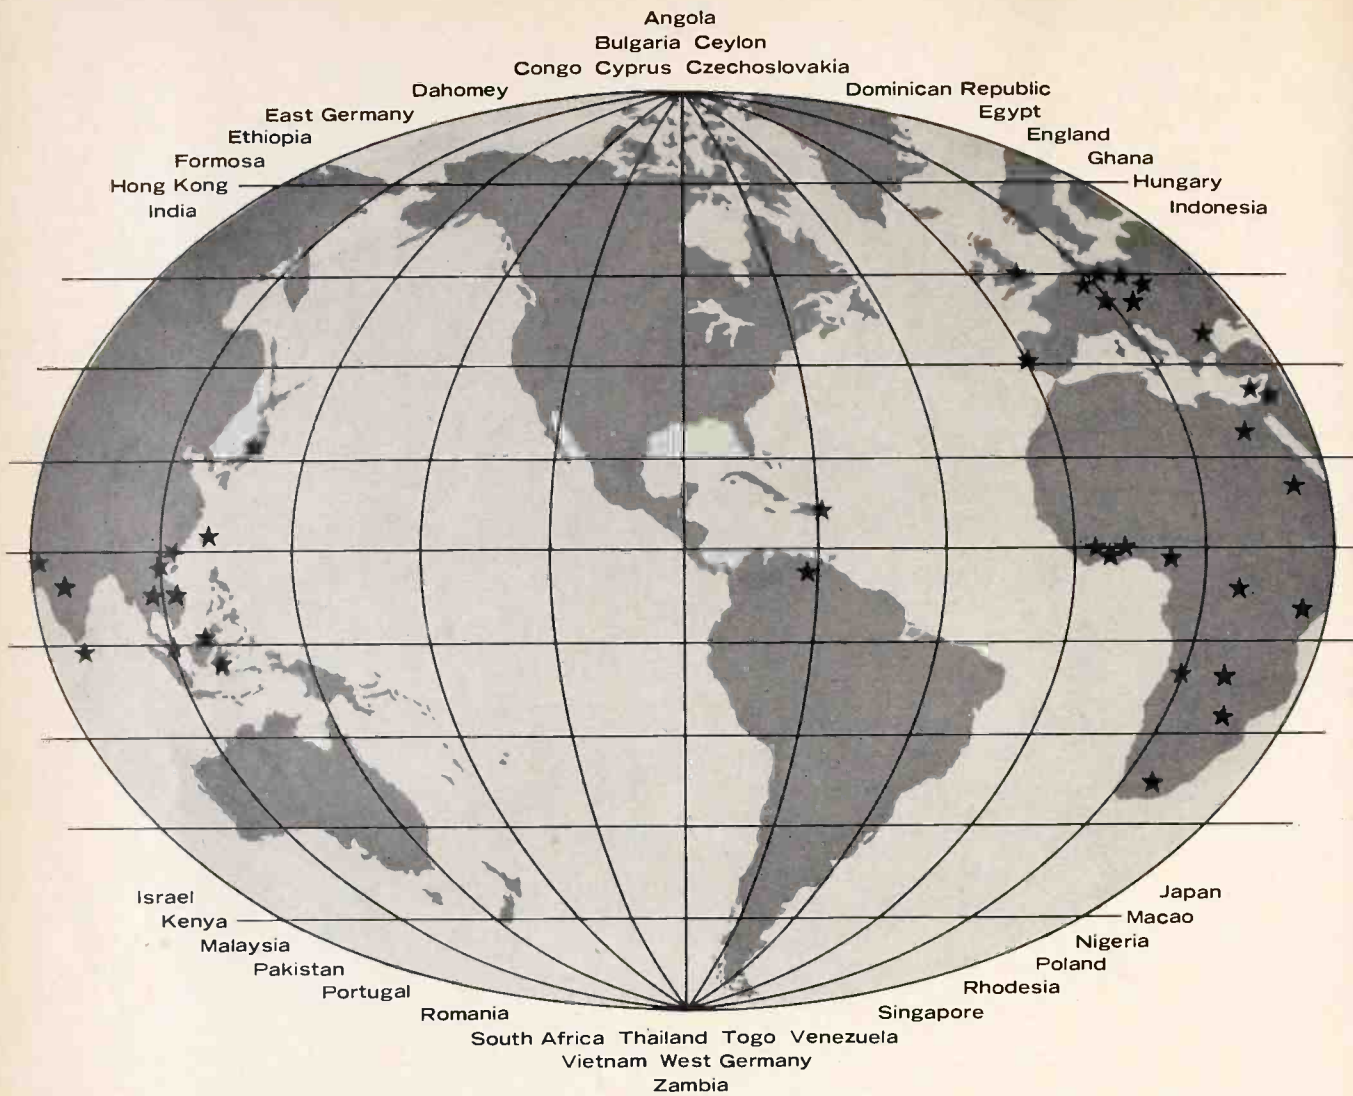 Angola
Bulgaria Ceylon
Congo Cyprus Czechoslovakia
Dahomey
East Germany
Ethiopia
Formosa
Hong Kong
India
Dominican Republic
Egypt
England
Ghana
Hungary
Indonesia
Israel
Kenya
Malaysia
Pakistan
Portugal
Romania
Japan
Macao
Nigeria
Poland
Rhodesia
Singapore
South Africa Thailand Togo Venezuela
Vietnam West Germany
Zambia